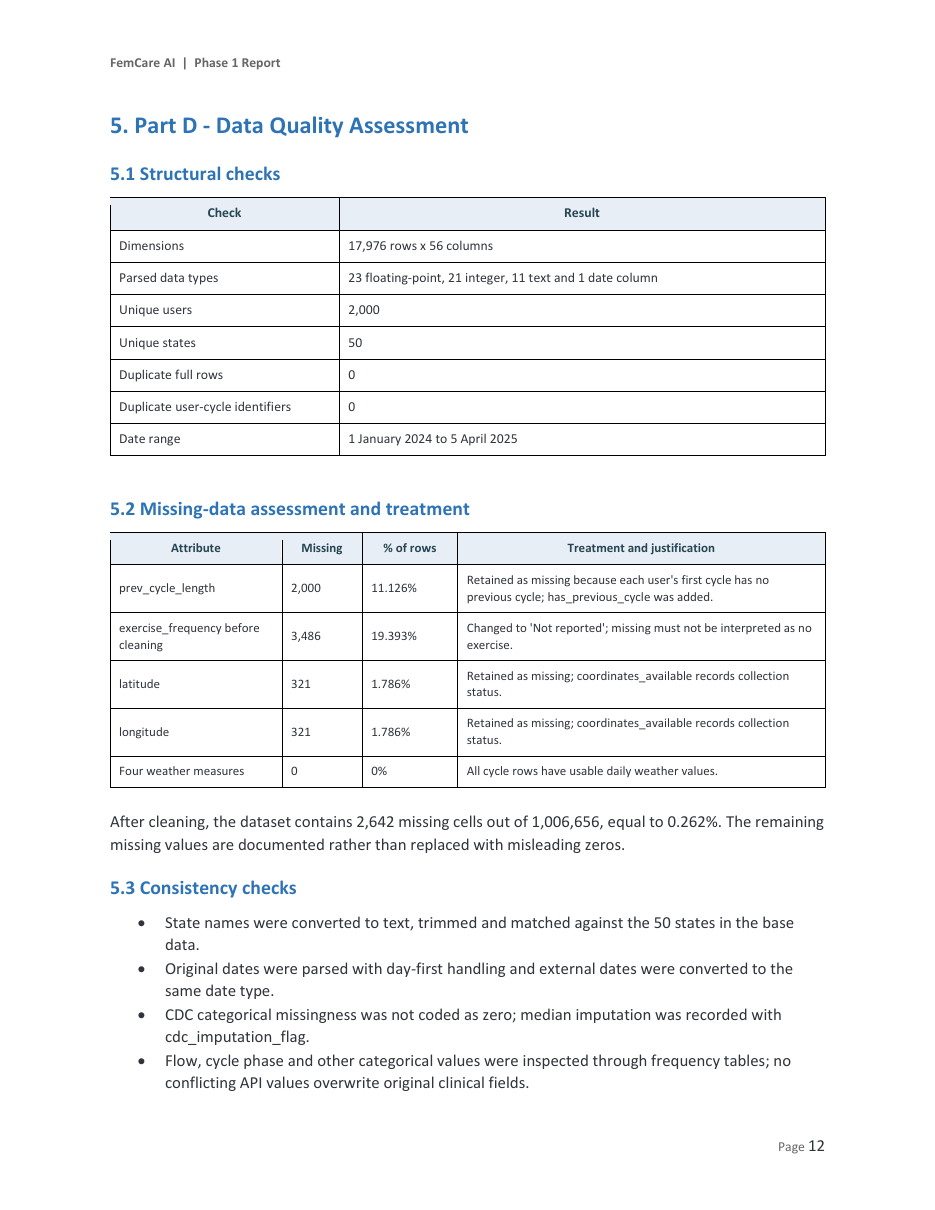 FemCare AI | Phase 1 Report
5. Part D - Data Quality Assessment
5.1 Structural checks
Check Result
Dimensions 17,976 rows x 56 columns
Parsed data types 23 floating-point, 21 integer, 11 text and 1 date column
Unique users 2,000
Unique states 50
Duplicate full rows 0
Duplicate user-cycle identifiers 0
Date range 1 January 2024 to 5 April 2025
5.2 Missing-data assessment and treatment
Attribute Missing % of rows Treatment and justification
prev_cycle_length 2,000 11.126% Retained as missing because each user's first cycle has no
previous cycle; has_previous_cycle was added.
exercise_frequency before
cleaning 3,486 19.393% Changed to 'Not reported'; missing must not be interpreted as no
exercise.
latitude 321 1.786% Retained as missing; coordinates_available records collection
status.
longitude 321 1.786% Retained as missing; coordinates_available records collection
status.
Four weather measures 0 0% All cycle rows have usable daily weather values.
After cleaning, the dataset contains 2,642 missing cells out of 1,006,656, equal to 0.262%. The remaining
missing values are documented rather than replaced with misleading zeros.
5.3 Consistency checks
• State names were converted to text, trimmed and matched against the 50 states in the base
data.
• Original dates were parsed with day-first handling and external dates were converted to the
same date type.
• CDC categorical missingness was not coded as zero; median imputation was recorded with
cdc_imputation_flag.
• Flow, cycle phase and other categorical values were inspected through frequency tables; no
conflicting API values overwrite original clinical fields.
Page 12